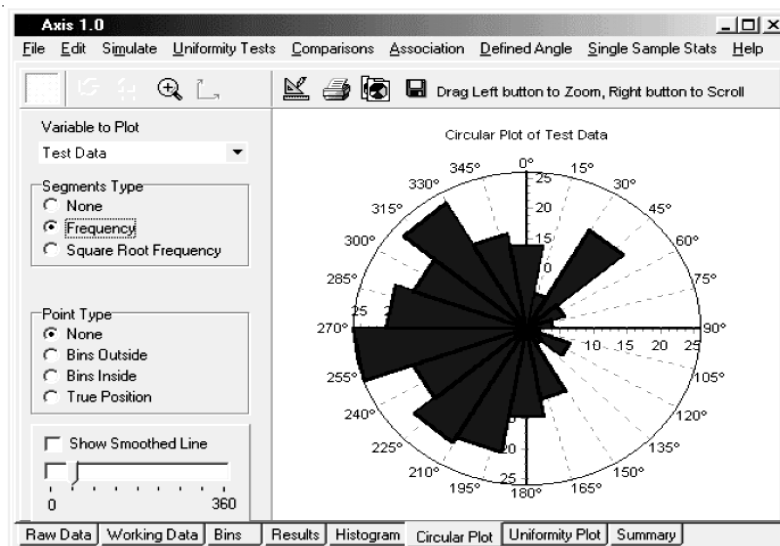 Axis 1.0
File Edit Simulate Uniformity Tests Comparisons Association Defined Angle Single Sample Stats Help
Drag Left button to Zoom, Right button to Scroll
Variable to Plot
Test Data
Segments Type
None
Frequency
Square Root Frequency
Point Type
None
Bins Outside
Bins Inside
True Position
Show Smoothed Line
0 360
Circular Plot of Test Data
0°
345° 15°
330° 30°
315° 45°
300° 60°
285° 75°
270° 90°
255° 105°
240° 120°
225° 135°
210° 150°
195° 165°
180°
25
20
15
0
25
10 15 20 25
20
25
Raw Data Working Data Bins Results Histogram Circular Plot Uniformity Plot Summary